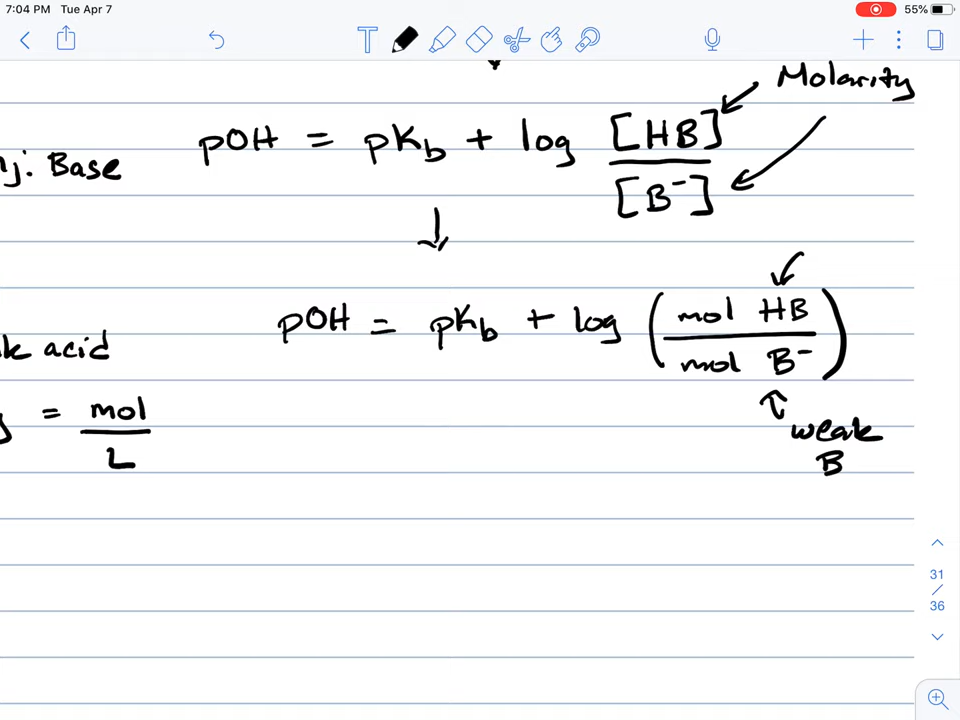 7:04 PM Tue Apr 7
55%
T
Molarity
pOH = pKb + log [HB]
[B⁻]
Base
pOH = pKb + log (mol HB
mol B⁻)
acid
= mol
L
weak
B
31
/
36